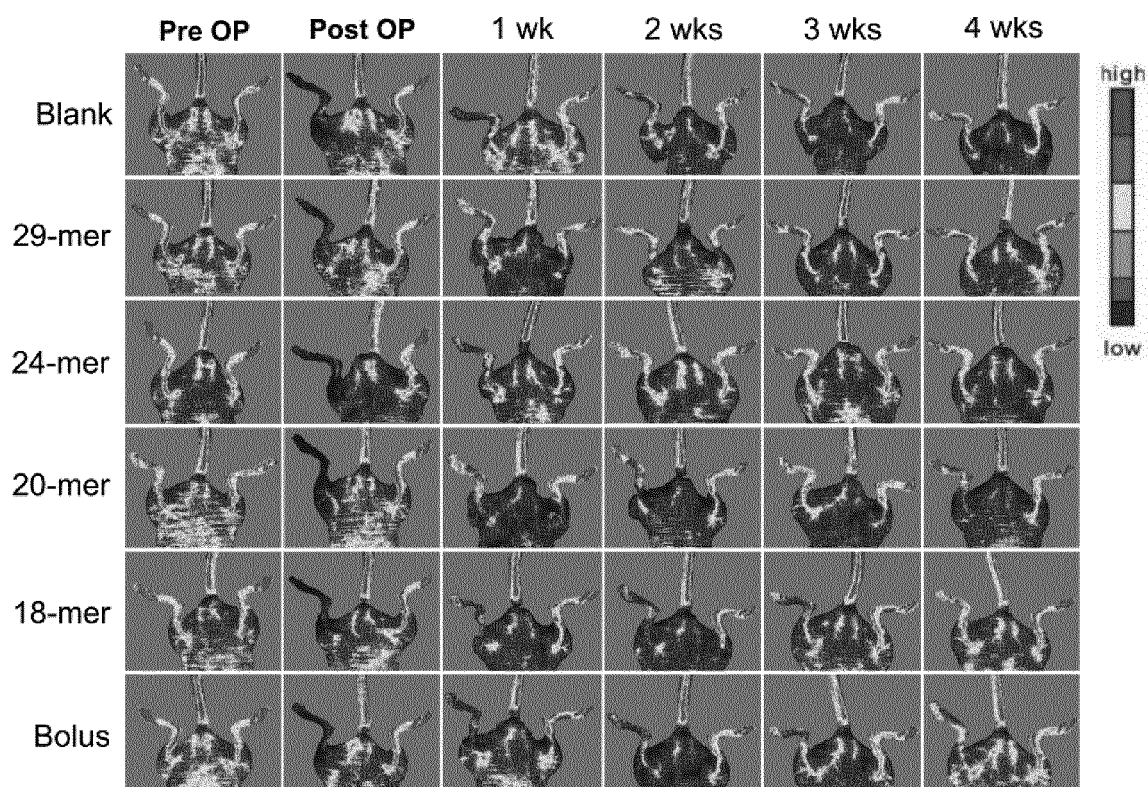 Pre OP Post OP 1 wk 2 wks 3 wks 4 wks
high
Blank
29-mer
24-mer
low
20-mer
18-mer
Bolus